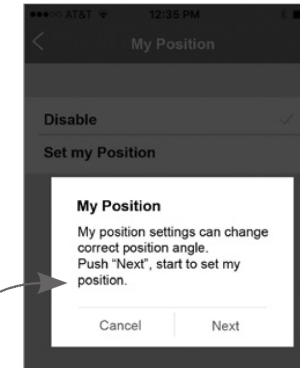 AT&T 12:35 PM
My Position
Disable
Set my Position
My Position
My position settings can change
correct position angle.
Push “Next”, start to set my
position.
Cancel Next